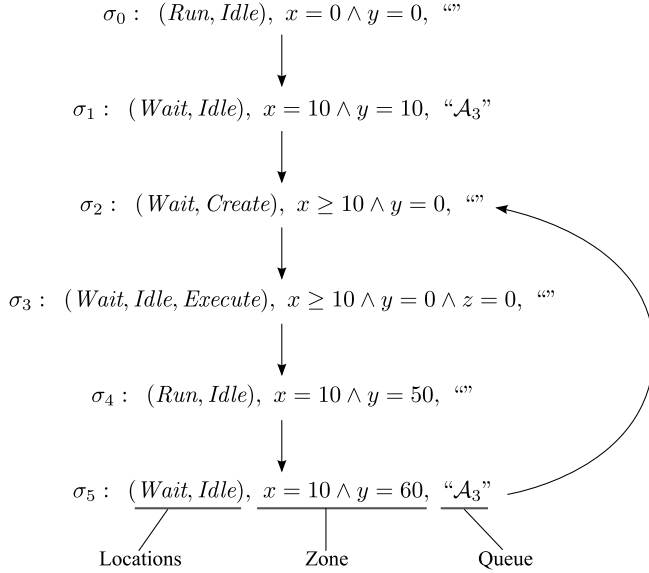 σ₀ : (Run, Idle), x = 0 ∧ y = 0, “”
σ₁ : (Wait, Idle), x = 10 ∧ y = 10, “𝒜₃”
σ₂ : (Wait, Create), x ≥ 10 ∧ y = 0, “”
σ₃ : (Wait, Idle, Execute), x ≥ 10 ∧ y = 0 ∧ z = 0, “”
σ₄ : (Run, Idle), x = 10 ∧ y = 50, “”
σ₅ : (Wait, Idle), x = 10 ∧ y = 60, “𝒜₃”
Locations Zone Queue